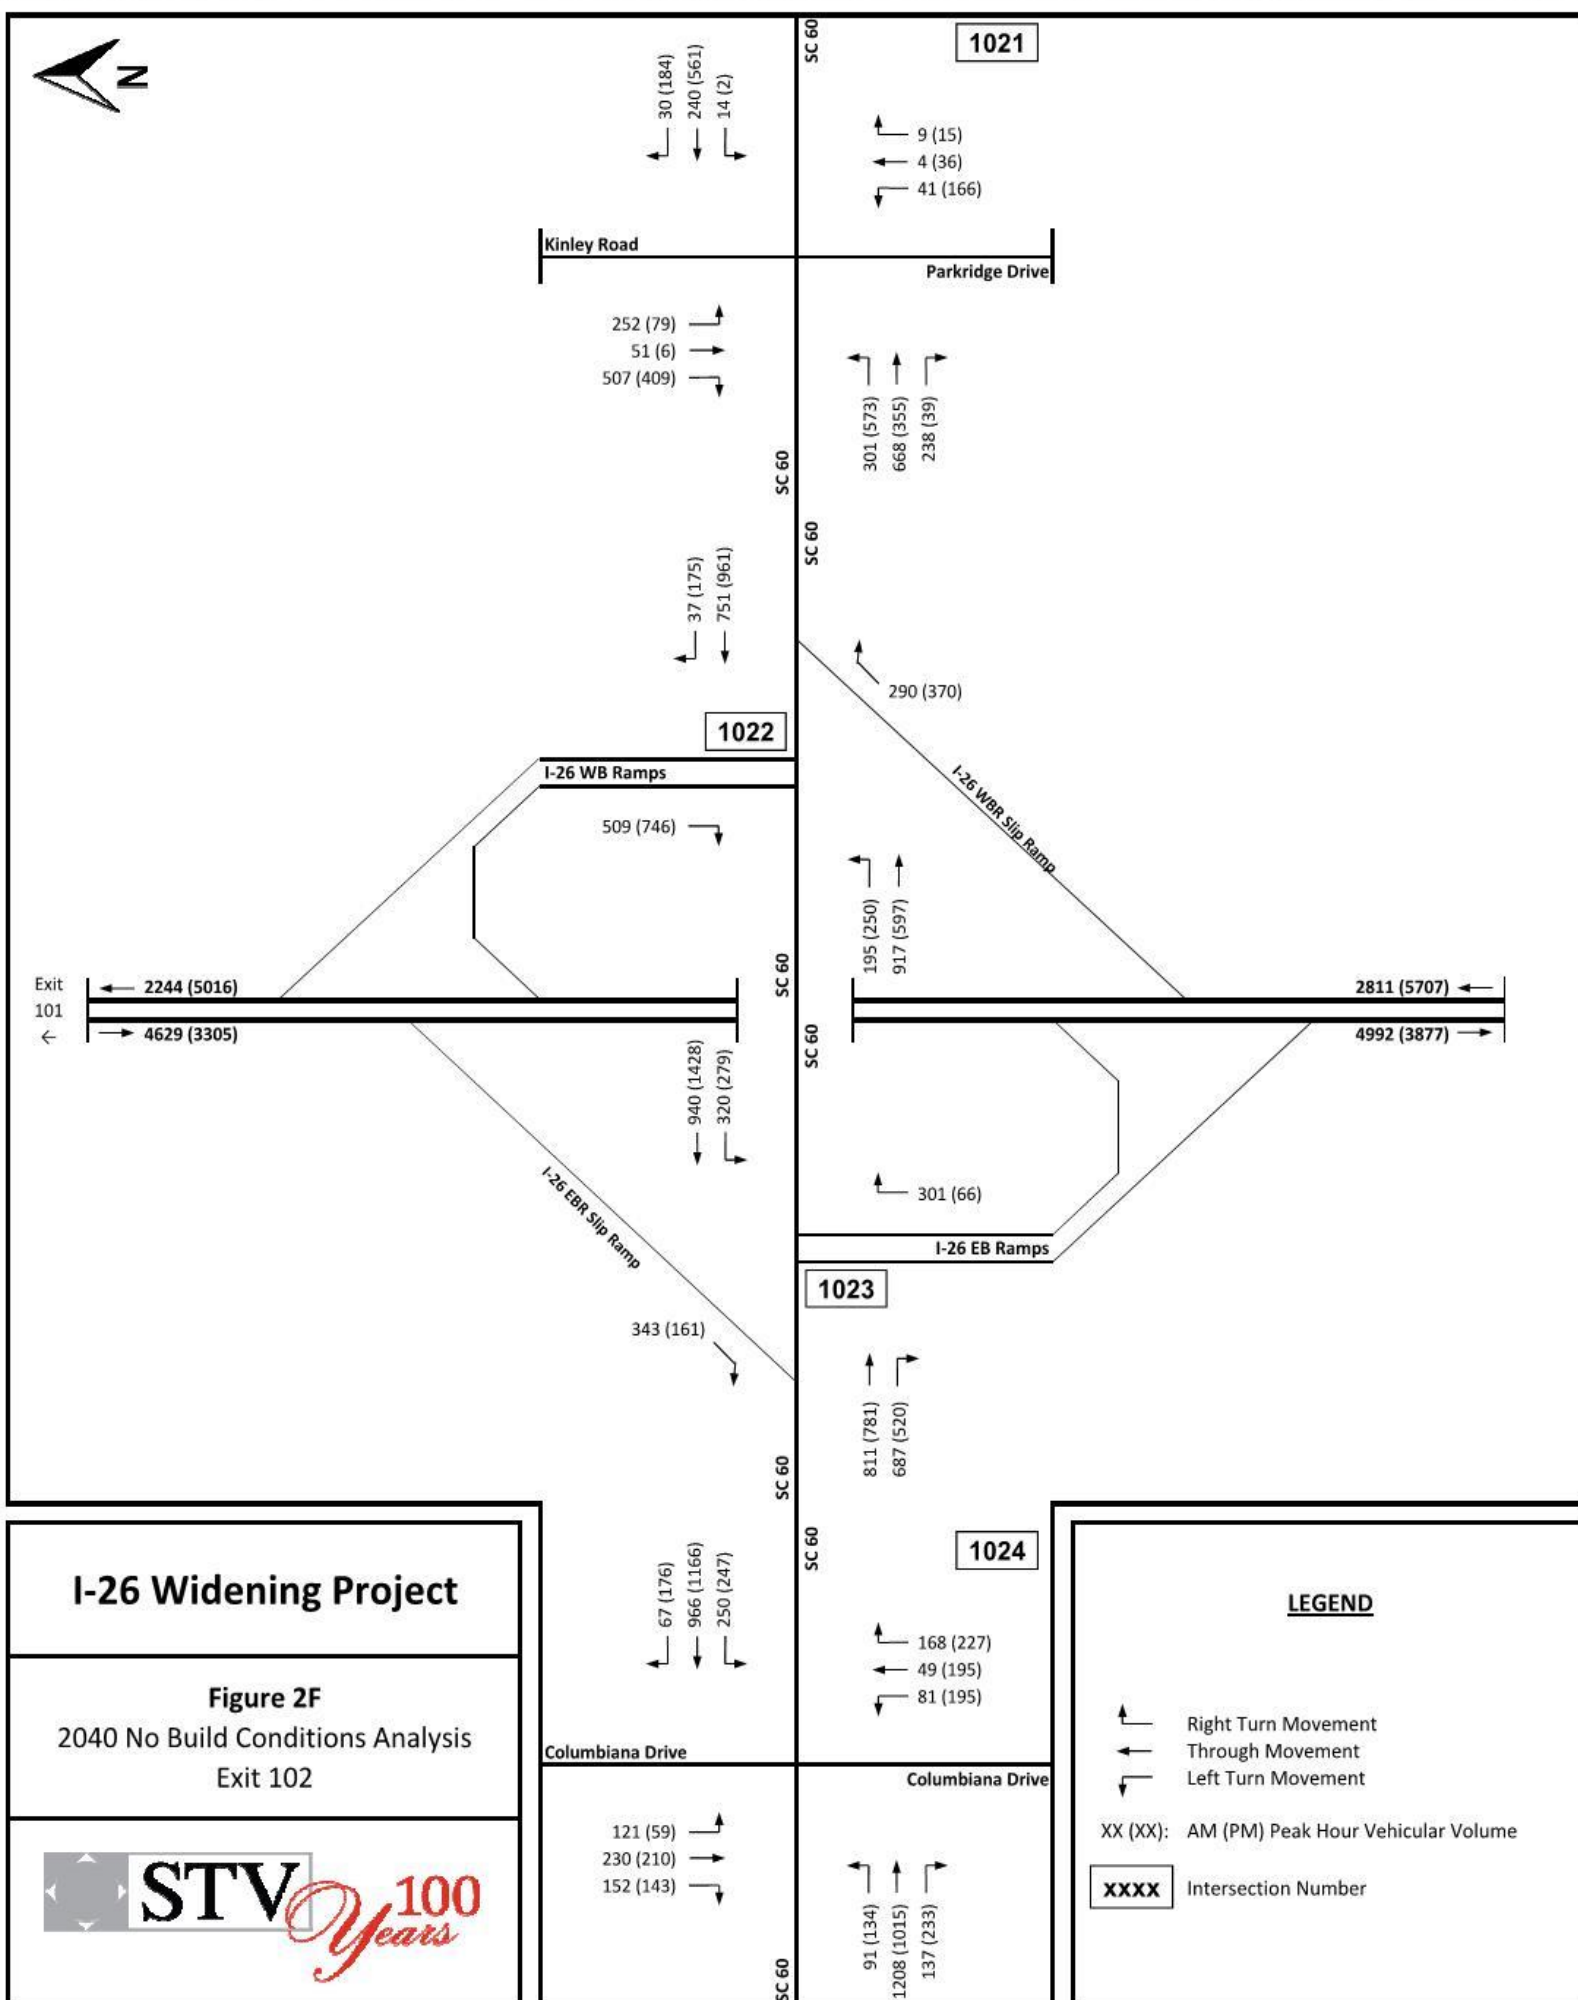 N
SC 60
1021
30 (184)
240 (561)
14 (2)
9 (15)
4 (36)
41 (166)
Kinley Road
Parkridge Drive
252 (79)
51 (6)
507 (409)
301 (573)
668 (355)
238 (39)
SC 60
SC 60
37 (175)
751 (961)
290 (370)
1022
I-26 WB Ramps
I-26 WBR Slip Ramp
509 (746)
195 (250)
917 (597)
SC 60
Exit
101
←
2244 (5016)
4629 (3305)
2811 (5707)
4992 (3877)
SC 60
940 (1428)
320 (279)
I-26 EBR Slip Ramp
301 (66)
I-26 EB Ramps
1023
343 (161)
811 (781)
687 (520)
SC 60
SC 60
1024
67 (176)
966 (1166)
250 (247)
168 (227)
49 (195)
81 (195)
Columbiana Drive
Columbiana Drive
121 (59)
230 (210)
152 (143)
91 (134)
1208 (1015)
137 (233)
SC 60
I-26 Widening Project
Figure 2F
2040 No Build Conditions Analysis
Exit 102
STV
100
Years
LEGEND
Right Turn Movement
Through Movement
Left Turn Movement
XX (XX): AM (PM) Peak Hour Vehicular Volume
XXXX Intersection Number